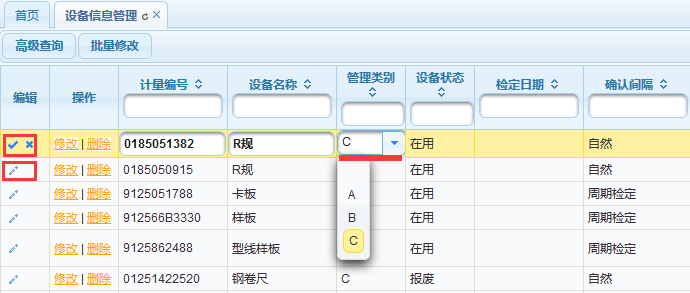 首页 设备信息管理
高级查询 批量修改
编辑 操作 计量编号 设备名称 管理类别 设备状态 检定日期 确认间隔
修改 | 删除 0185051382 R规 C 在用 自然
修改 | 删除 0185050915 R规 在用 自然
修改 | 删除 9125051788 卡板 A 在用 周期检定
修改 | 删除 912566B3330 样板 B 在用 周期检定
修改 | 删除 9125862488 型线样板 C 在用 周期检定
修改 | 删除 01251422520 钢卷尺 C 报废 自然